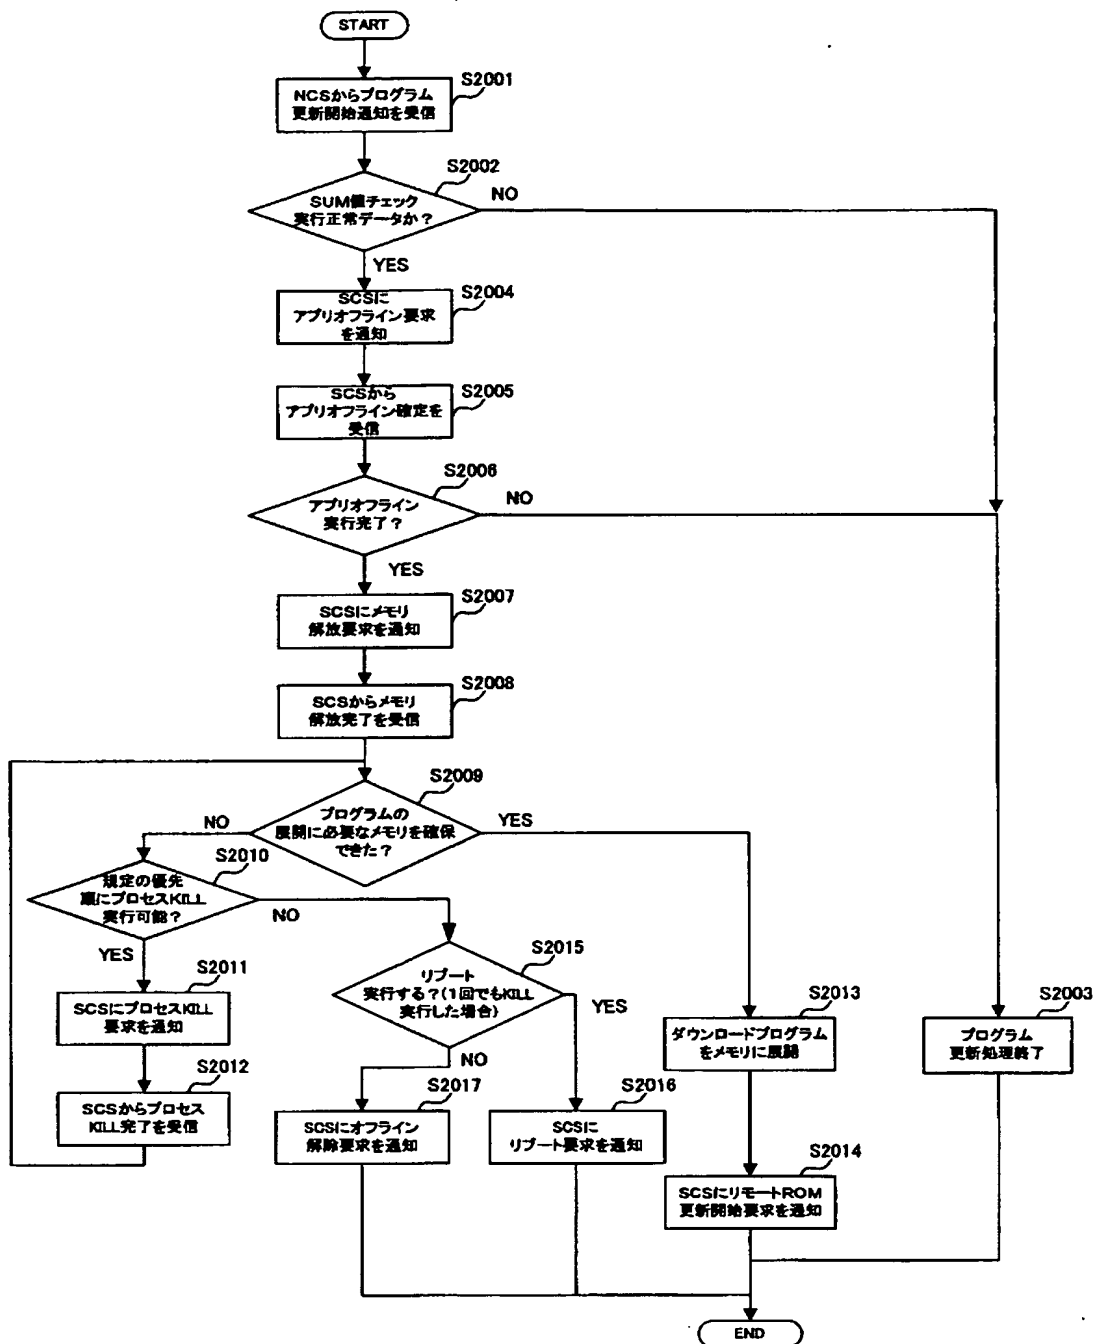 START
S2001
NCSからプログラム
更新開始通知を受信
S2002
SUM値チェック
実行正常データか？
NO
YES
S2004
SCSに
アプリオフライン要求
を通知
S2005
SCSから
アプリオフライン確定を
受信
S2006
アプリオフライン
実行完了？
NO
YES
S2007
SCSにメモリ
解放要求を通知
S2008
SCSからメモリ
解放完了を受信
S2009
プログラムの
展開に必要なメモリを確保
できた？
NO
YES
S2010
規定の優先
順にプロセスKILL
実行可能？
NO
YES
S2011
SCSにプロセスKILL
要求を通知
S2012
SCSからプロセス
KILL完了を受信
S2015
リブート
実行する？(1回でもKILL
実行した場合)
YES
NO
S2017
SCSにオフライン
解除要求を通知
S2016
SCSに
リブート要求を通知
S2013
ダウンロードプログラム
をメモリに展開
S2014
SCSにリモートROM
更新開始要求を通知
S2003
プログラム
更新処理終了
END